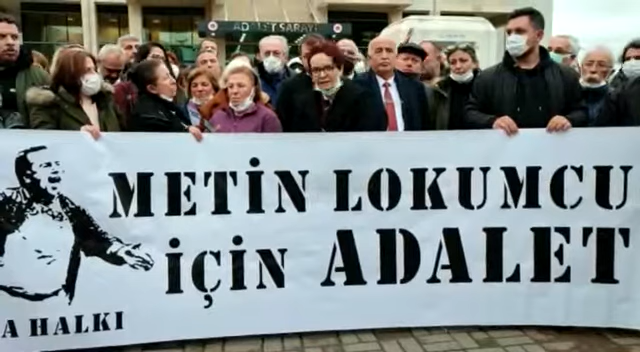 ADALET SARAYI
METİN LOKUMCU
İÇİN ADALET
A HALKI